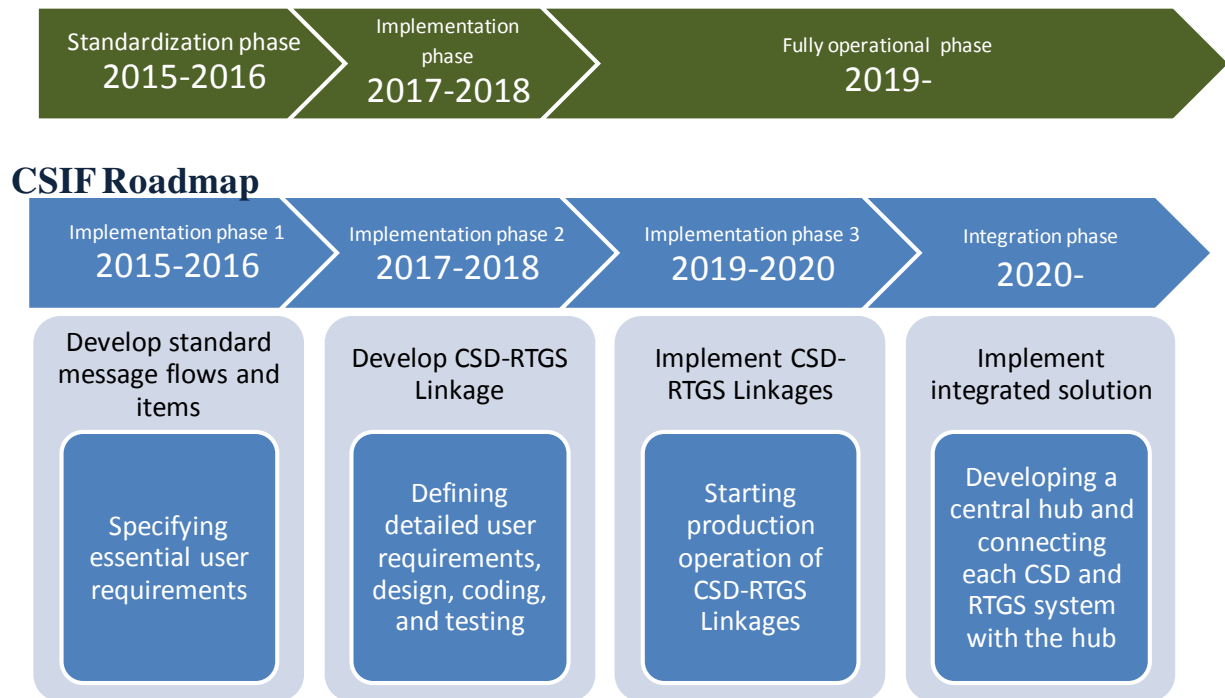 Standardization phase
2015-2016
Implementation
phase
2017-2018
Fully operational phase
2019-
CSIF Roadmap
Implementation phase 1
2015-2016
Implementation phase 2
2017-2018
Implementation phase 3
2019-2020
Integration phase
2020-
Develop standard
message flows and
items
Specifying
essential user
requirements
Develop CSD-RTGS
Linkage
Defining
detailed user
requirements,
design, coding,
and testing
Implement CSD-
RTGS Linkages
Starting
production
operation of
CSD-RTGS
Linkages
Implement
integrated solution
Developing a
central hub and
connecting
each CSD and
RTGS system
with the hub